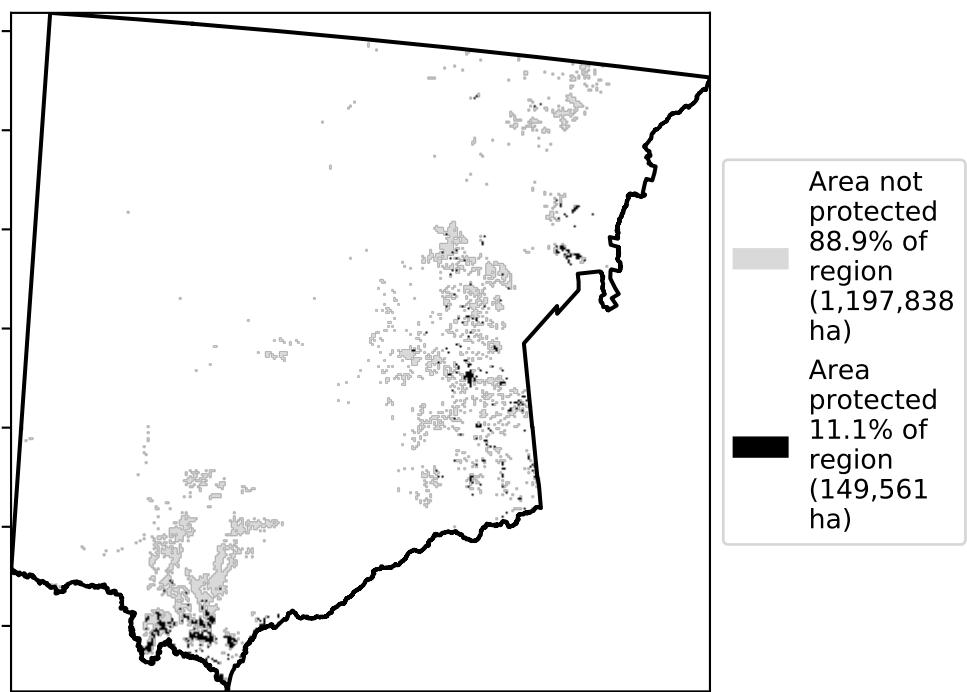 Area not
protected
88.9% of
region
(1,197,838
ha)
Area
protected
11.1% of
region
(149,561
ha)